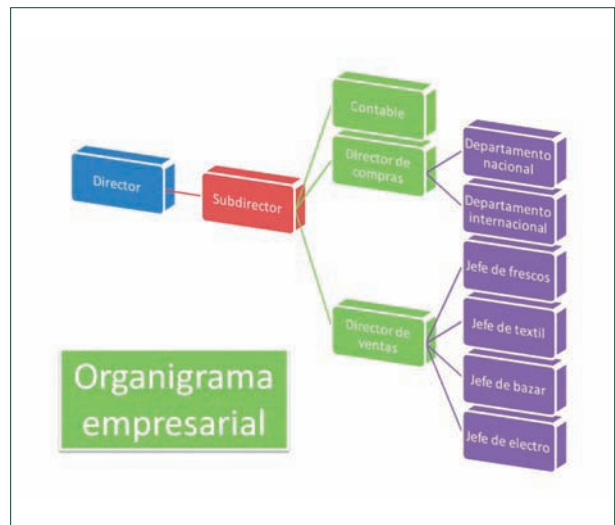 Director
Subdirector
Contable
Director de
compras
Director de
ventas
Departamento
nacional
Departamento
internacional
Jefe de frescos
Jefe de textil
Jefe de bazar
Jefe de electro
Organigrama
empresarial